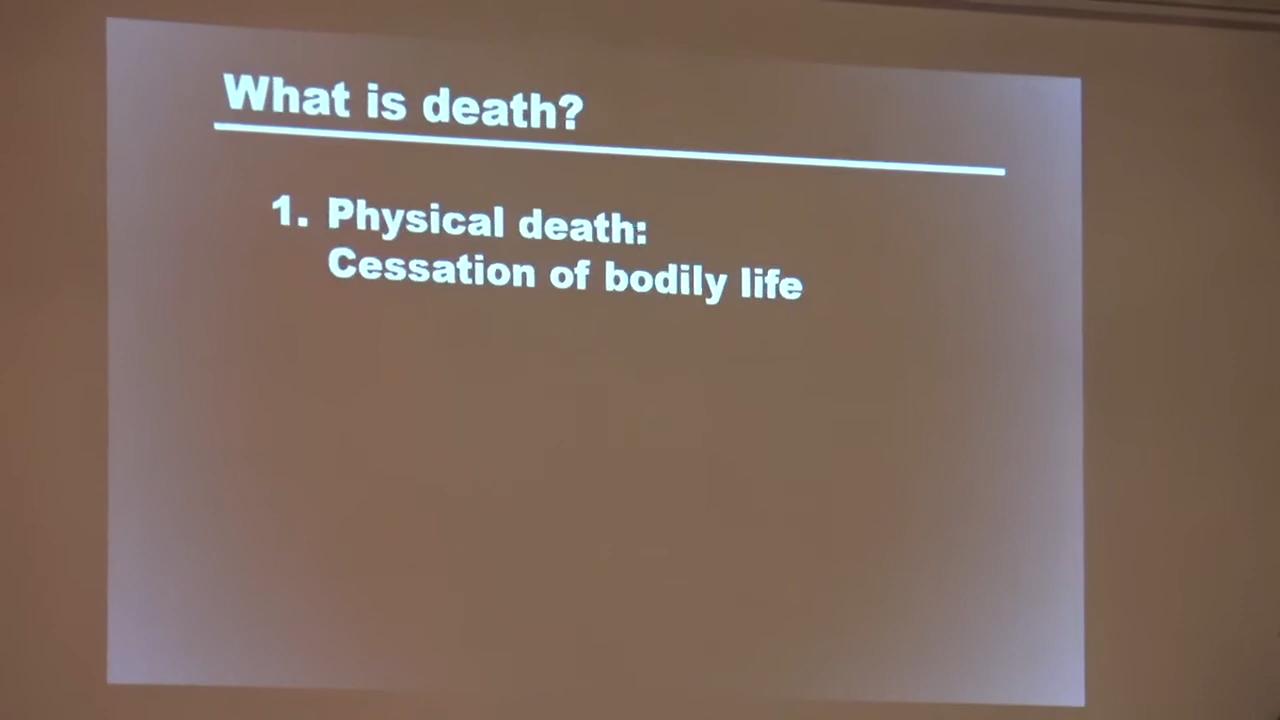 What is death?
1. Physical death:
Cessation of bodily life